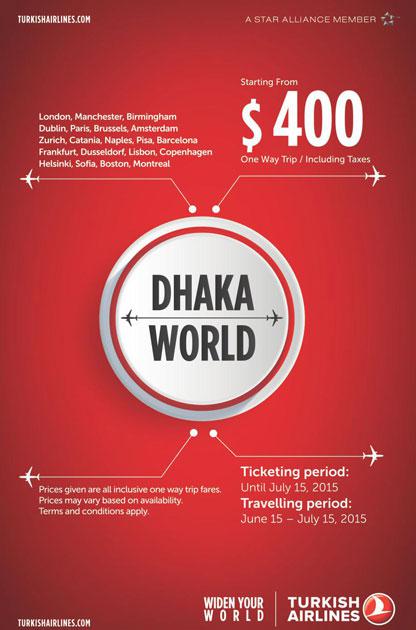 TURKISHAIRLINES.COM
A STAR ALLIANCE MEMBER
London, Manchester, Birmingham
Dublin, Paris, Brussels, Amsterdam
Zurich, Catania, Naples, Pisa, Barcelona
Frankfurt, Dusseldorf, Lisbon, Copenhagen
Helsinki, Sofia, Boston, Montreal
Starting From
$ 400
One Way Trip / Including Taxes
DHAKA
WORLD
Prices given are all inclusive one way trip fares.
Prices may vary based on availability.
Terms and conditions apply.
Ticketing period:
Until July 15, 2015
Travelling period:
June 15 – July 15, 2015
TURKISHAIRLINES.COM
WIDEN YOUR
WORLD
TURKISH
AIRLINES